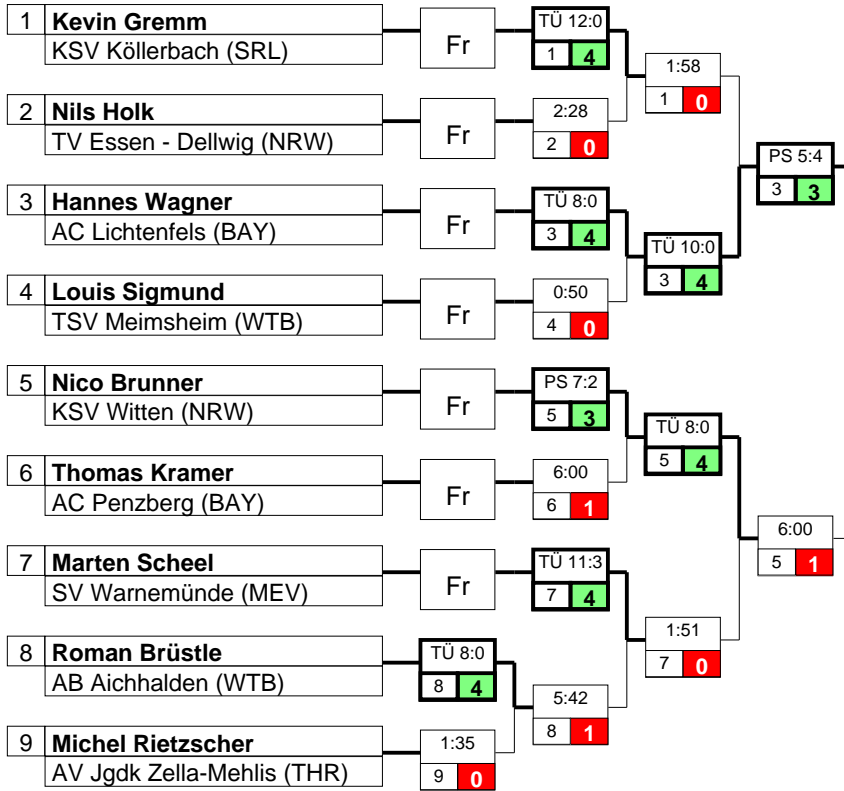 1 Kevin Gremm
KSV Köllerbach (SRL)
Fr
TÜ 12:0
1 4
1:58
1 0
2 Nils Holk
TV Essen - Dellwig (NRW)
Fr
2:28
2 0
PS 5:4
3 3
3 Hannes Wagner
AC Lichtenfels (BAY)
Fr
TÜ 8:0
3 4
TÜ 10:0
3 4
4 Louis Sigmund
TSV Meimsheim (WTB)
Fr
0:50
4 0
5 Nico Brunner
KSV Witten (NRW)
Fr
PS 7:2
5 3
TÜ 8:0
5 4
6 Thomas Kramer
AC Penzberg (BAY)
Fr
6:00
6 1
6:00
5 1
7 Marten Scheel
SV Warnemünde (MEV)
Fr
TÜ 11:3
7 4
1:51
7 0
8 Roman Brüstle
AB Aichhalden (WTB)
TÜ 8:0
8 4
5:42
8 1
9 Michel Rietzscher
AV Jgdk Zella-Mehlis (THR)
1:35
9 0